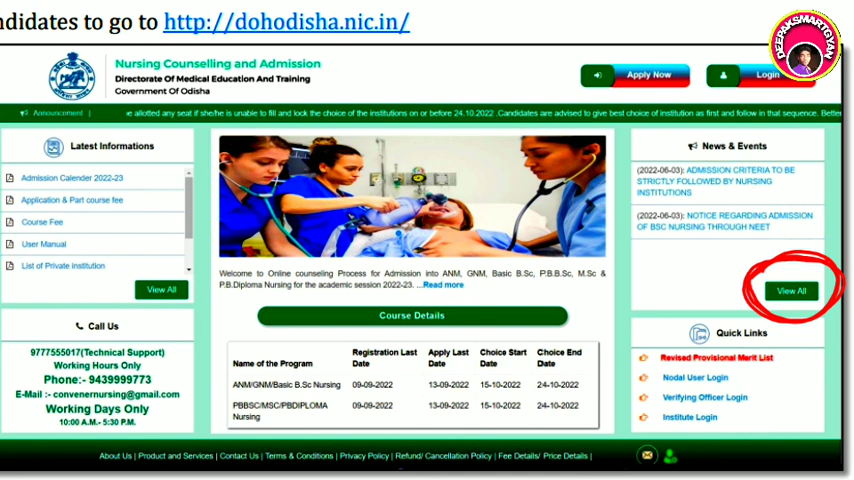 ndidates to go to http://dohodisha.nic.in/
DEEPAKSMARTGYAN
Nursing Counselling and Admission
Directorate Of Medical Education And Training
Government Of Odisha
Apply Now
Login
Announcement |
allotted any seat if she/he is unable to fill and lock the choice of the institutions on or before 24.10.2022 .Candidates are advised to give best choice of institution as first and follow in that sequence. Better
Latest Informations
Admission Calender 2022-23
Application & Part course fee
Course Fee
User Manual
List of Private institution
View All
Call Us
9777555017(Technical Support)
Working Hours Only
Phone:- 9439999773
E-Mail :- convenernursing@gmail.com
Working Days Only
10:00 A.M.- 5:30 P.M.
Welcome to Online counseling Process for Admission into ANM, GNM, Basic B.Sc, P.B.B.Sc, M.Sc &
P.B.Diploma Nursing for the academic session 2022-23. ...Read more
Course Details
Name of the Program Registration Last Date Apply Last Date Choice Start Date Choice End Date
ANM/GNM/Basic B.Sc Nursing 09-09-2022 13-09-2022 15-10-2022 24-10-2022
PBBSC/MSC/PBDIPLOMA Nursing 09-09-2022 13-09-2022 15-10-2022 24-10-2022
News & Events
(2022-06-03): ADMISSION CRITERIA TO BE
STRICTLY FOLLOWED BY NURSING
INSTITUTIONS
(2022-06-03): NOTICE REGARDING ADMISSION
OF BSC NURSING THROUGH NEET
View All
Quick Links
Revised Provisional Merit List
Nodal User Login
Verifying Officer Login
Institute Login
About Us | Product and Services | Contact Us | Terms & Conditions | Privacy Policy | Refund/ Cancellation Policy | Fee Details/ Price Details |